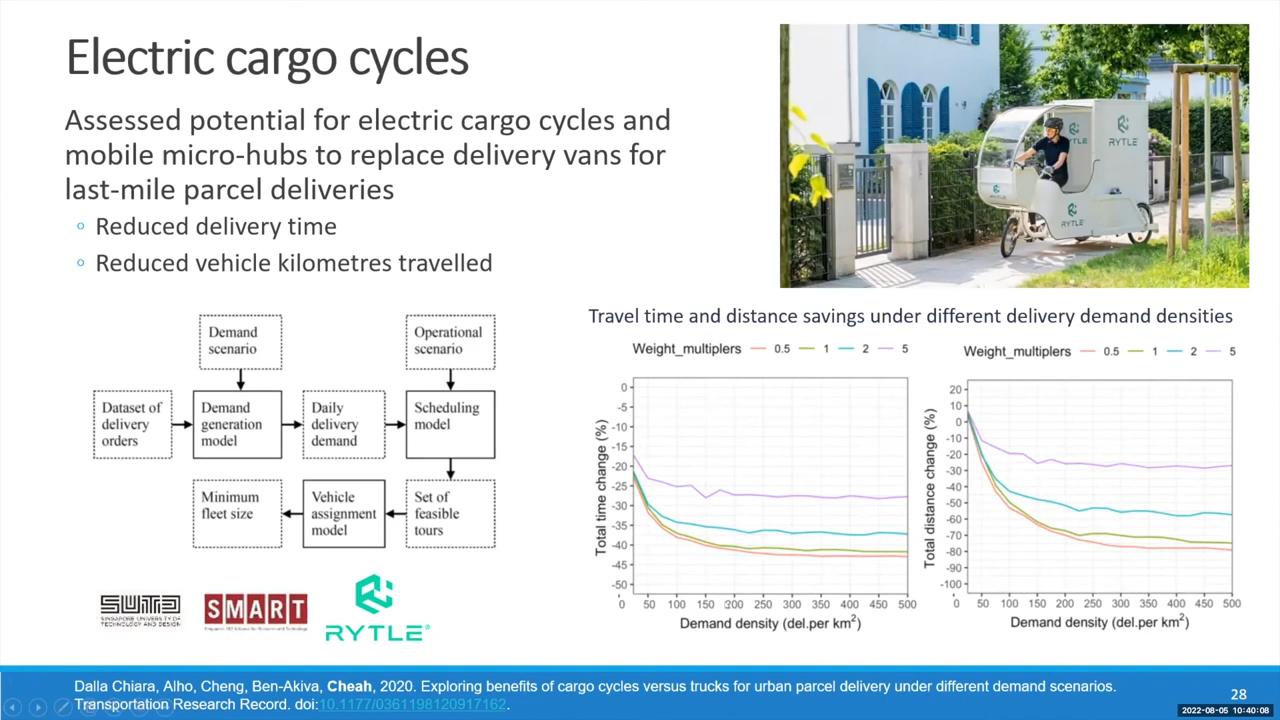 Electric cargo cycles
Assessed potential for electric cargo cycles and
mobile micro-hubs to replace delivery vans for
last-mile parcel deliveries
Reduced delivery time
Reduced vehicle kilometres travelled
RYTLE
RYTLE
Demand
scenario
Operational
scenario
Dataset of
delivery
orders
Demand
generation
model
Daily
delivery
demand
Scheduling
model
Minimum
fleet size
Vehicle
assignment
model
Set of
feasible
tours
SUTD
SINGAPORE UNIVERSITY OF
TECHNOLOGY AND DESIGN
SMART
RYTLE®
Travel time and distance savings under different delivery demand densities
Weight_multipliers 0.5 1 2 5
Total time change (%)
0
-5
-10
-15
-20
-25
-30
-35
-40
-45
-50
0 50 100 150 200 250 300 350 400 450 500
Demand density (del.per km²)
Weight_multipliers 0.5 1 2 5
Total distance change (%)
20
10
0
-10
-20
-30
-40
-50
-60
-70
-80
-90
-100
0 50 100 150 200 250 300 350 400 450 500
Demand density (del.per km²)
Dalla Chiara, Alho, Cheng, Ben-Akiva, Cheah, 2020. Exploring benefits of cargo cycles versus trucks for urban parcel delivery under different demand scenarios.
Transportation Research Record. doi:10.1177/0361198120917162.
28
2022-08-05 10:40:08